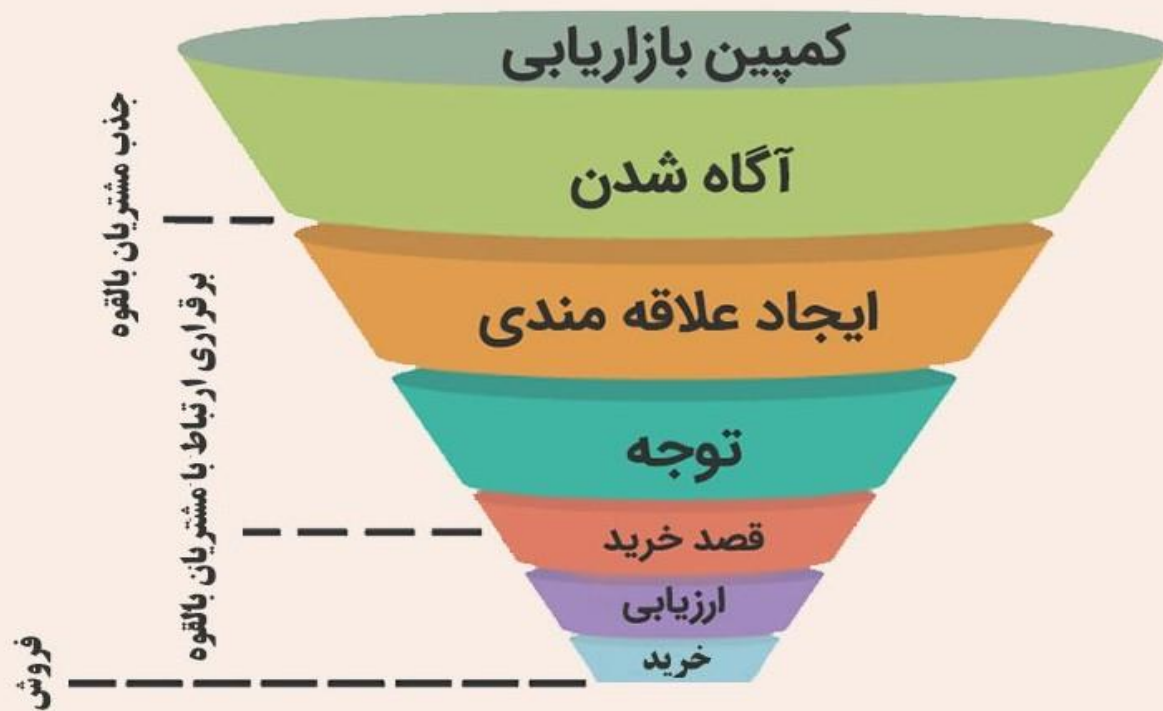 کمپین بازاریابی
آگاه شدن
ایجاد علاقه مندی
توجه
قصد خرید
ارزیابی
خرید
جذب مشتریان بالقوه
برقراری ارتباط با مشتریان بالقوه
فروش